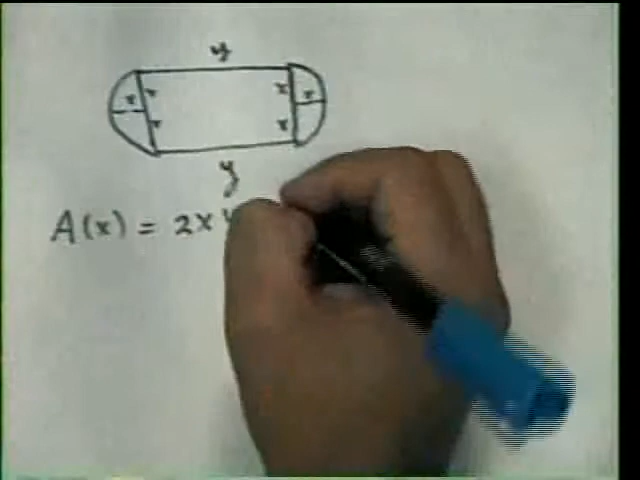 y
x x x x
x x
y
A(x) = 2x y